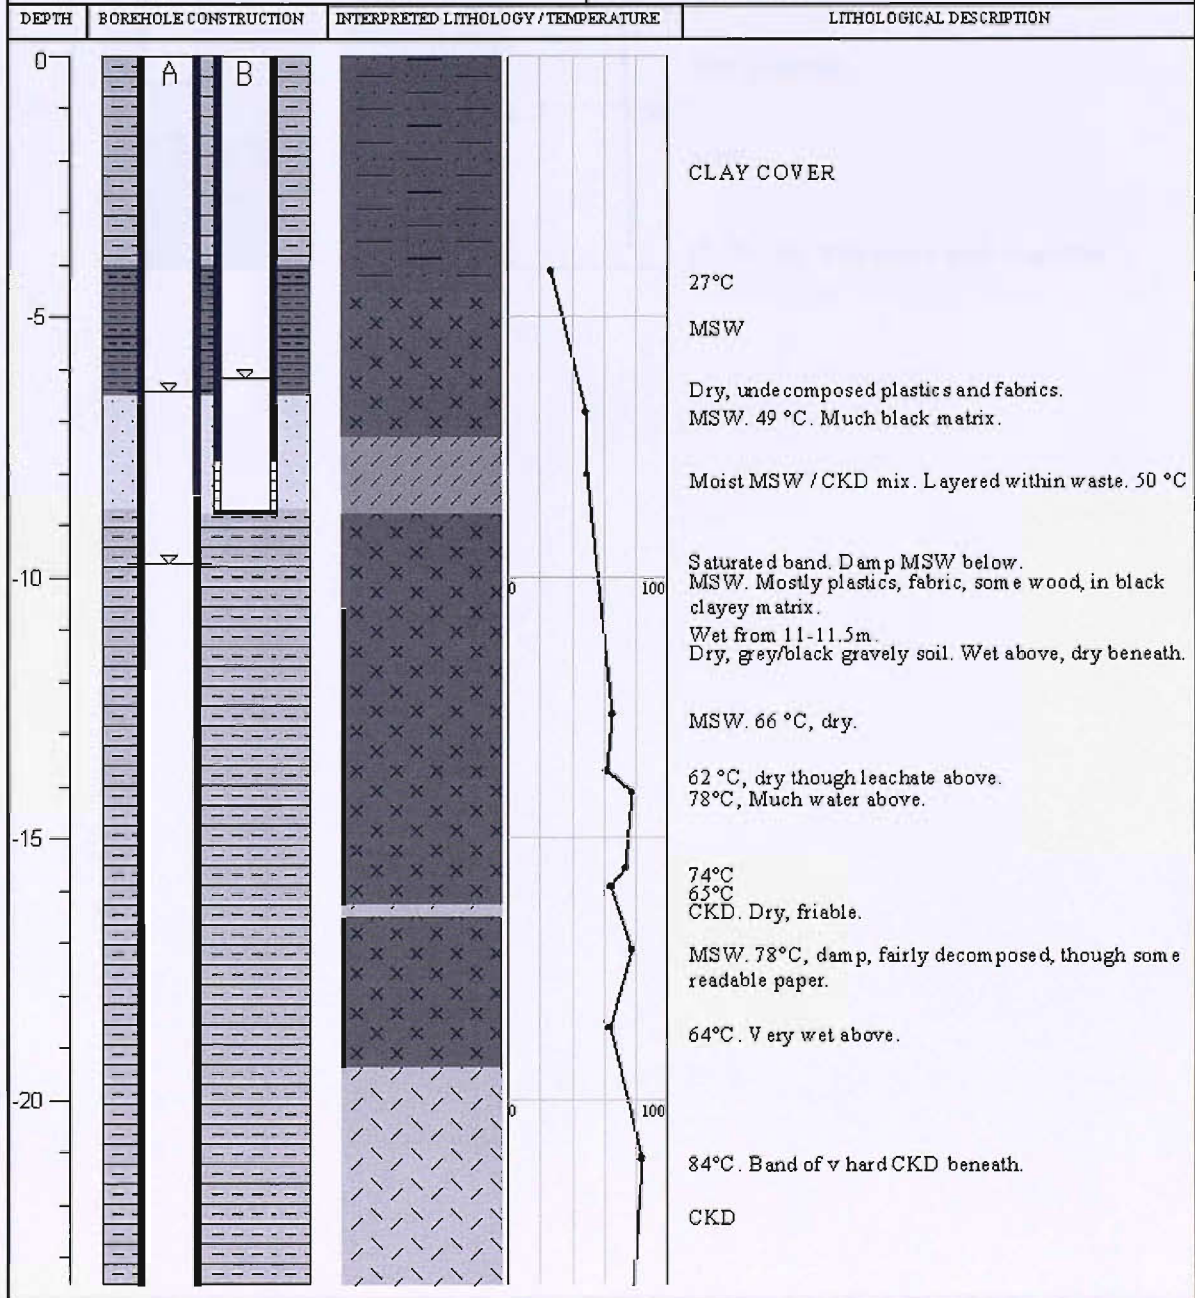 DEPTH
BOREHOLE CONSTRUCTION
INTERPRETED LITHOLOGY / TEMPERATURE
LITHOLOGICAL DESCRIPTION
0
A
B
CLAY COVER
27°C
-5
MSW
Dry, undecomposed plastics and fabrics.
MSW. 49 °C. Much black matrix.
Moist MSW / CKD mix. Layered within waste. 50 °C
Saturated band. Damp MSW below.
-10
0
100
MSW. Mostly plastics, fabric, some wood, in black
clayey matrix.
Wet from 11-11.5m.
Dry, grey/black gravely soil. Wet above, dry beneath.
MSW. 66 °C, dry.
62 °C, dry though leachate above.
78°C, Much water above.
-15
74°C
65°C
CKD. Dry, friable.
MSW. 78°C, damp, fairly decomposed, though some
readable paper.
64°C. Very wet above.
-20
0
100
84°C. Band of v hard CKD beneath.
CKD